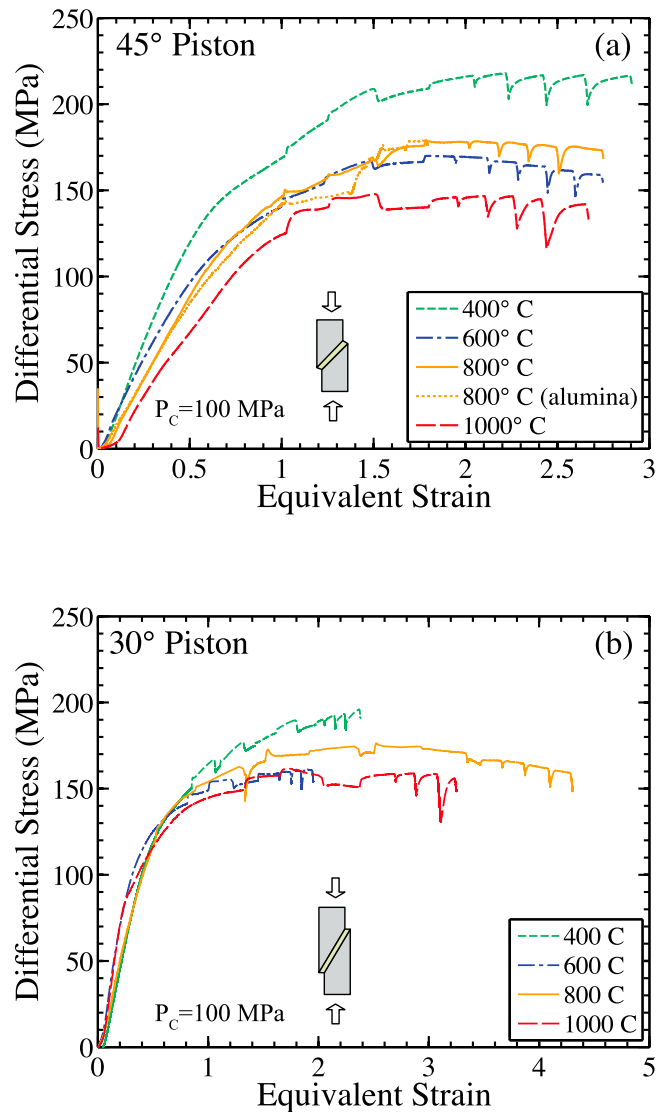 45° Piston
(a)
250
200
150
100
50
0
Differential Stress (MPa)
400° C
600° C
800° C
800° C (alumina)
1000° C
P_C=100 MPa
0 0.5 1 1.5 2 2.5 3
Equivalent Strain
30° Piston
(b)
250
200
150
100
50
0
Differential Stress (MPa)
400 C
600 C
800 C
1000 C
P_C=100 MPa
0 1 2 3 4 5
Equivalent Strain